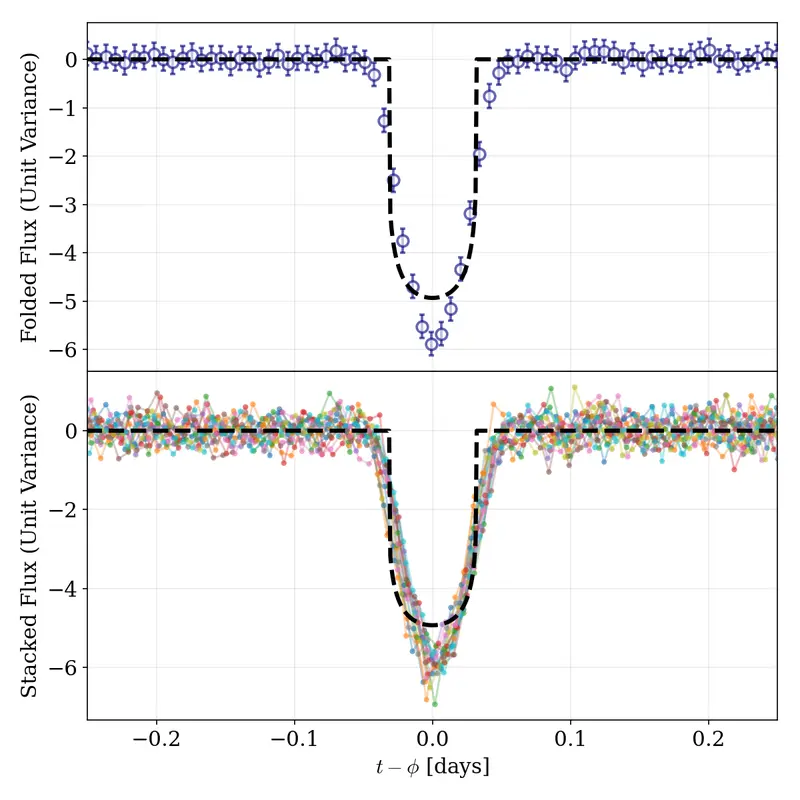 Folded Flux (Unit Variance)
0
−1
−2
−3
−4
−5
−6
Stacked Flux (Unit Variance)
0
−2
−4
−6
−0.2 −0.1 0.0 0.1 0.2
t − ϕ [days]